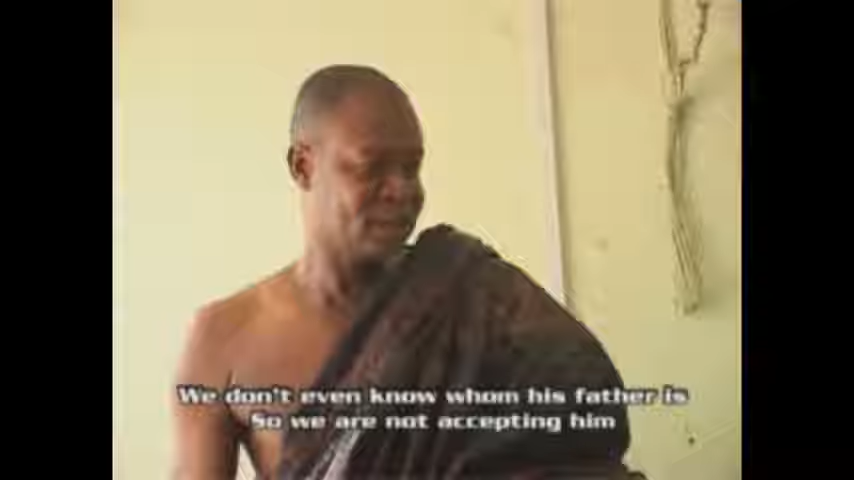 We don't even know whom his father is
So we are not accepting him